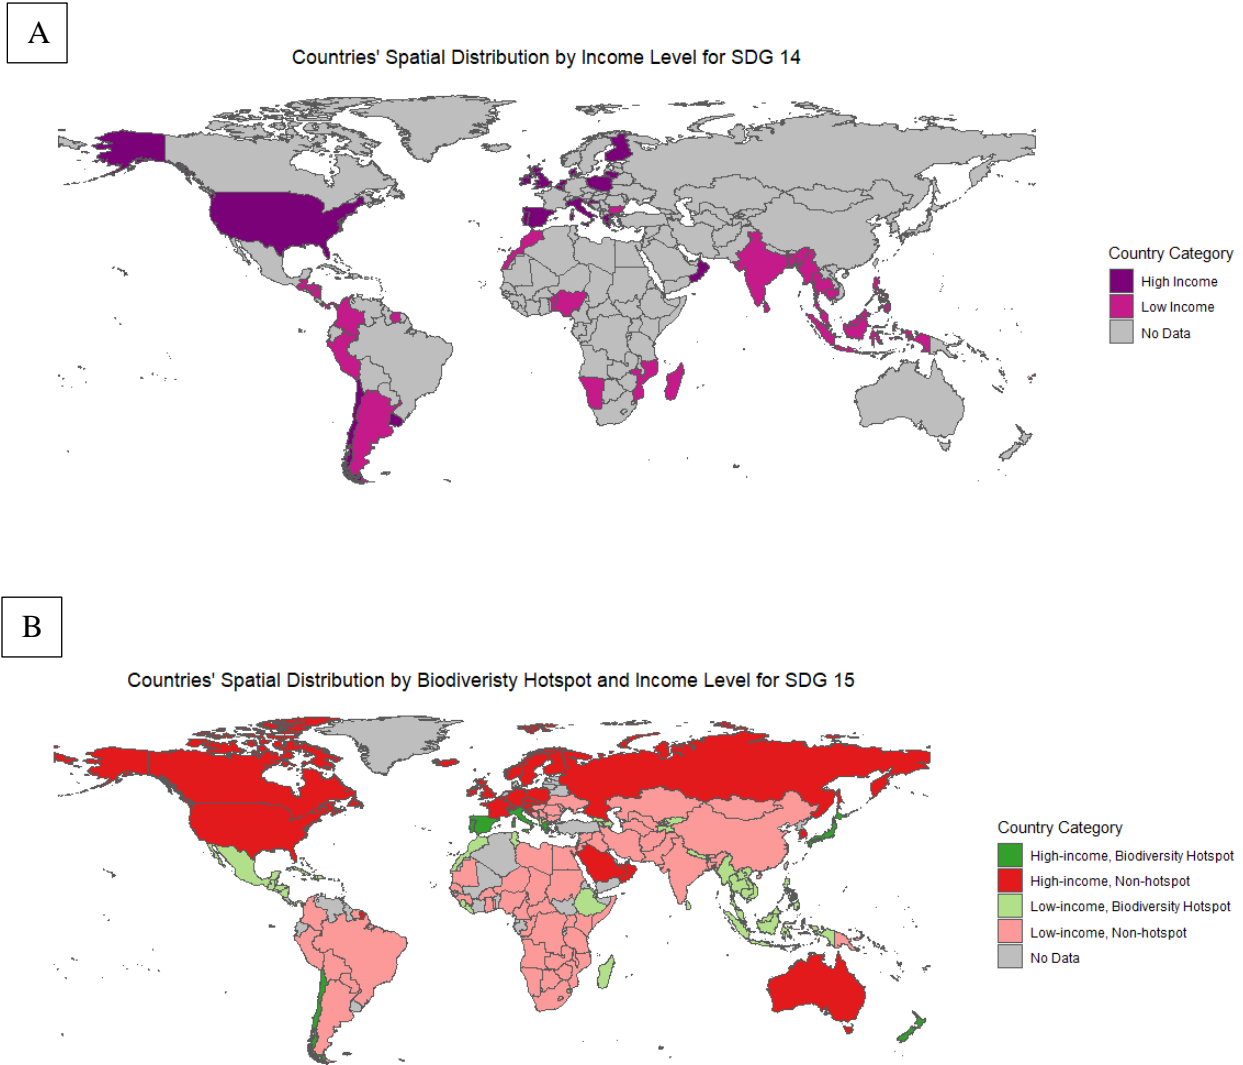 A
Countries' Spatial Distribution by Income Level for SDG 14
Country Category
High Income
Low Income
No Data
B
Countries' Spatial Distribution by Biodiveristy Hotspot and Income Level for SDG 15
Country Category
High-income, Biodiversity Hotspot
High-income, Non-hotspot
Low-income, Biodiversity Hotspot
Low-income, Non-hotspot
No Data